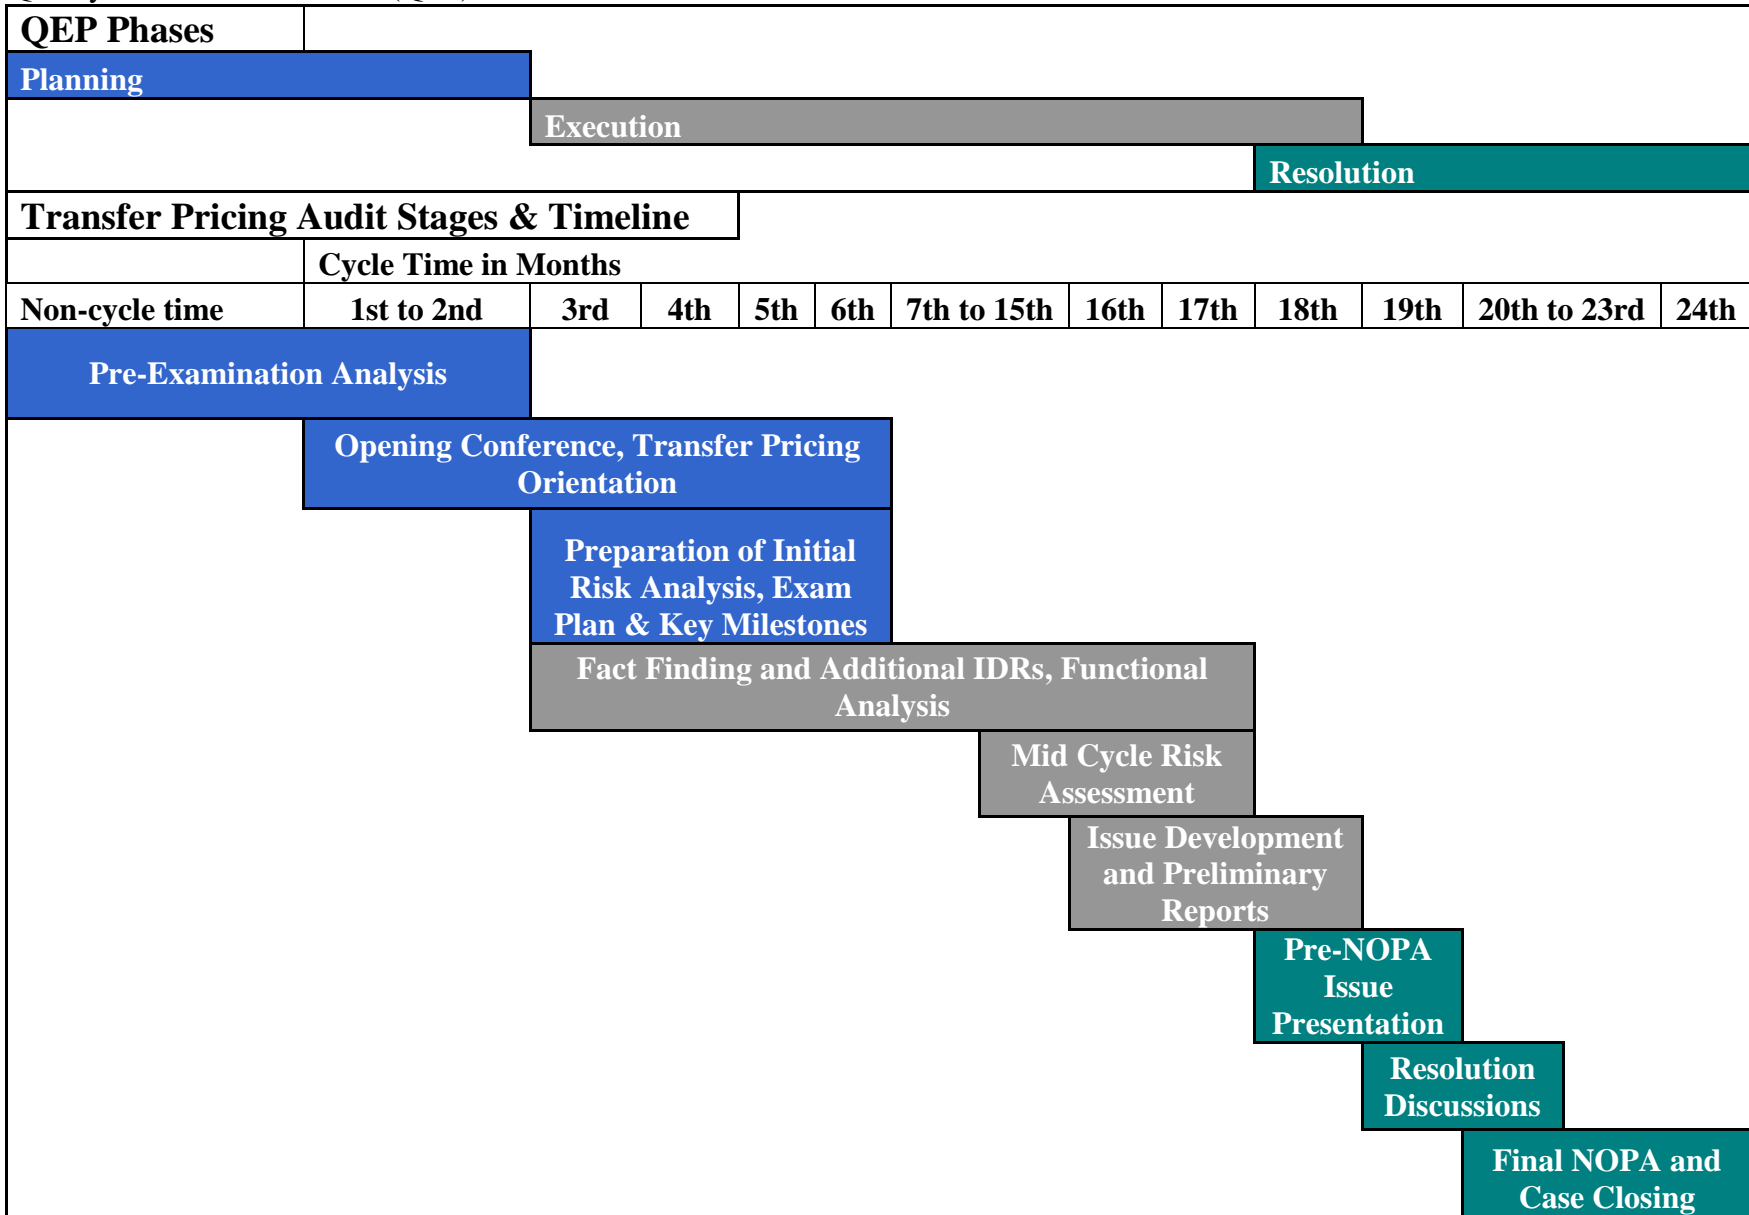 QEP Phases
Planning
Execution
Resolution
Transfer Pricing Audit Stages & Timeline
Cycle Time in Months
Non-cycle time 1st to 2nd 3rd 4th 5th 6th 7th to 15th 16th 17th 18th 19th 20th to 23rd 24th
Pre-Examination Analysis
Opening Conference, Transfer Pricing
Orientation
Preparation of Initial
Risk Analysis, Exam
Plan & Key Milestones
Fact Finding and Additional IDRs, Functional
Analysis
Mid Cycle Risk
Assessment
Issue Development
and Preliminary
Reports
Pre-NOPA
Issue
Presentation
Resolution
Discussions
Final NOPA and
Case Closing